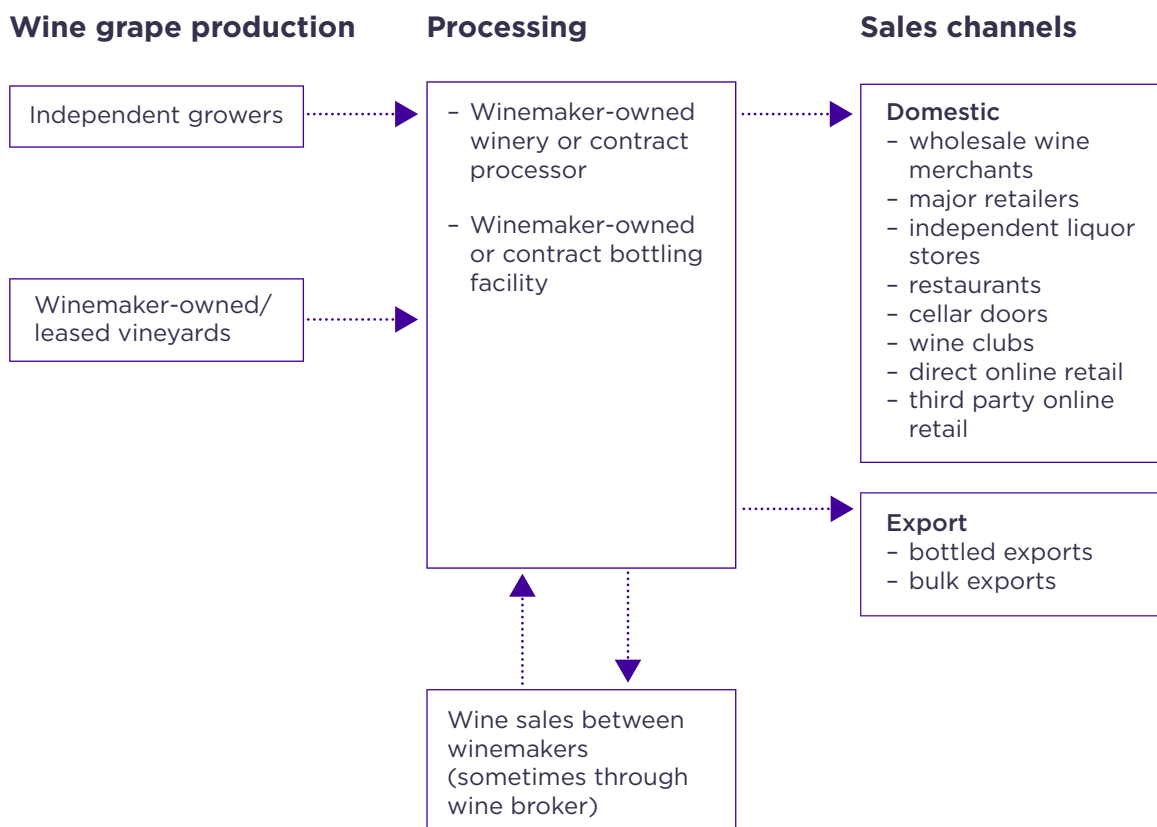 Wine grape production
Processing
Sales channels
Independent growers
Winemaker-owned/
leased vineyards
– Winemaker-owned
winery or contract
processor
– Winemaker-owned
or contract bottling
facility
Domestic
– wholesale wine
merchants
– major retailers
– independent liquor
stores
– restaurants
– cellar doors
– wine clubs
– direct online retail
– third party online
retail
Export
– bottled exports
– bulk exports
Wine sales between
winemakers
(sometimes through
wine broker)